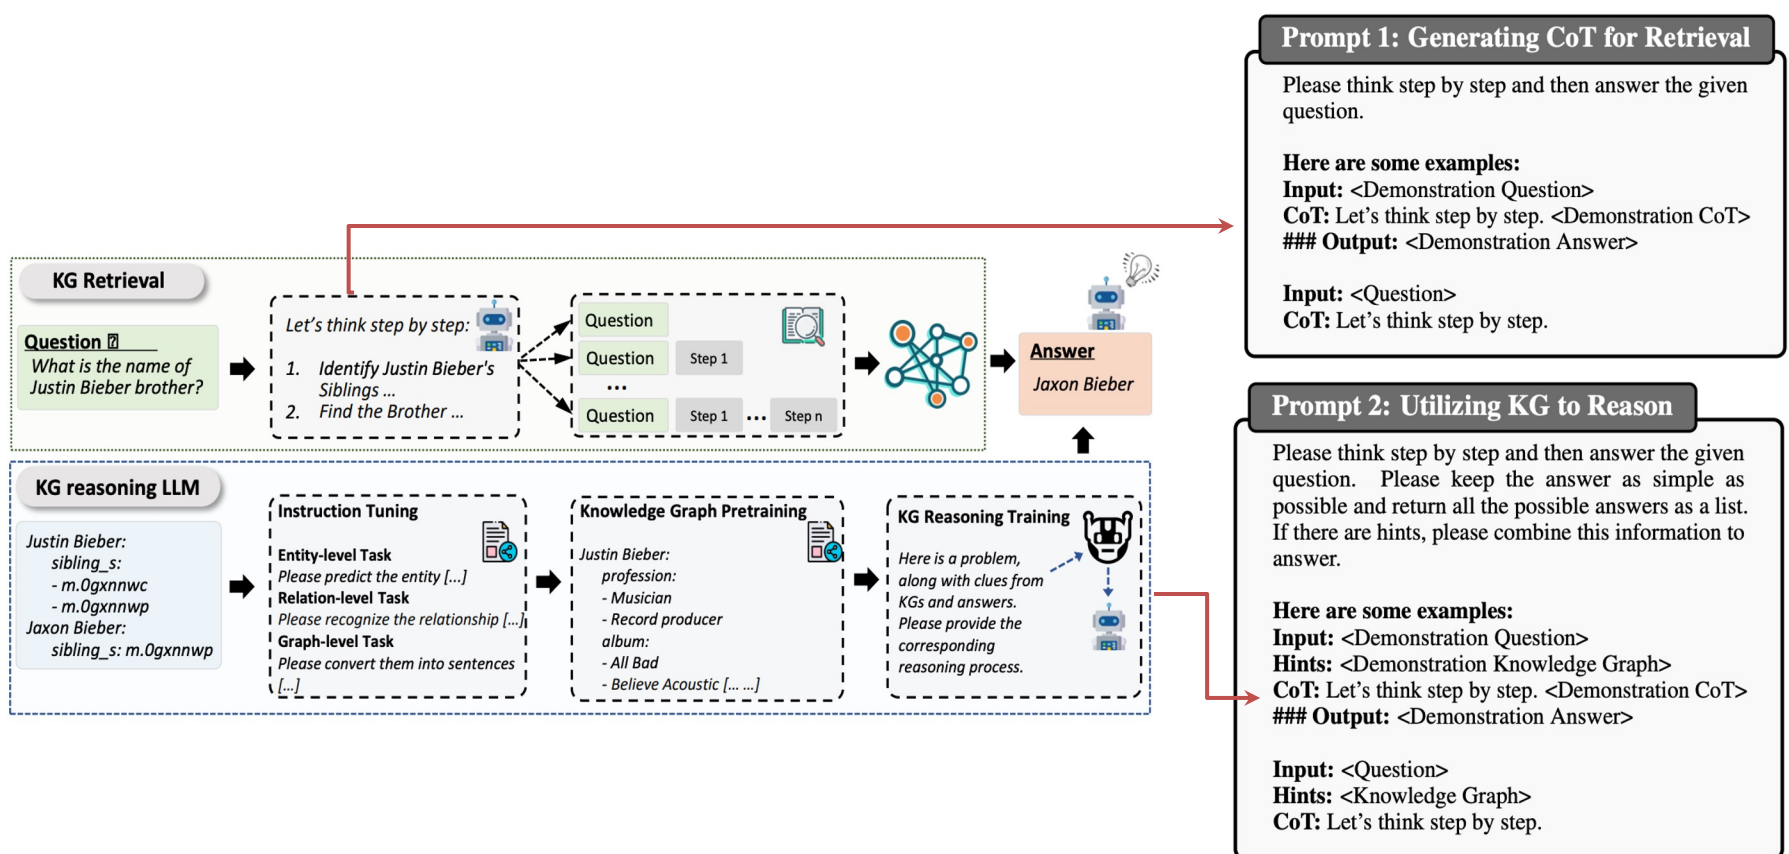 KG Retrieval
Question
What is the name of
Justin Bieber brother?
Let's think step by step:
1. Identify Justin Bieber's
Siblings ...
2. Find the Brother ...
Question
Question Step 1
...
Question Step 1 ... Step n
Answer
Jaxon Bieber
KG reasoning LLM
Justin Bieber:
sibling_s:
- m.0gxnnwc
- m.0gxnnwp
Jaxon Bieber:
sibling_s: m.0gxnnwp
Instruction Tuning
Entity-level Task
Please predict the entity [...]
Relation-level Task
Please recognize the relationship [...]
Graph-level Task
Please convert them into sentences
[...]
Knowledge Graph Pretraining
Justin Bieber:
profession:
- Musician
- Record producer
album:
- All Bad
- Believe Acoustic [... ...]
KG Reasoning Training
Here is a problem,
along with clues from
KGs and answers.
Please provide the
corresponding
reasoning process.
Prompt 1: Generating CoT for Retrieval
Please think step by step and then answer the given
question.
Here are some examples:
Input: <Demonstration Question>
CoT: Let's think step by step. <Demonstration CoT>
### Output: <Demonstration Answer>
Input: <Question>
CoT: Let's think step by step.
Prompt 2: Utilizing KG to Reason
Please think step by step and then answer the given
question. Please keep the answer as simple as
possible and return all the possible answers as a list.
If there are hints, please combine this information to
answer.
Here are some examples:
Input: <Demonstration Question>
Hints: <Demonstration Knowledge Graph>
CoT: Let's think step by step. <Demonstration CoT>
### Output: <Demonstration Answer>
Input: <Question>
Hints: <Knowledge Graph>
CoT: Let's think step by step.